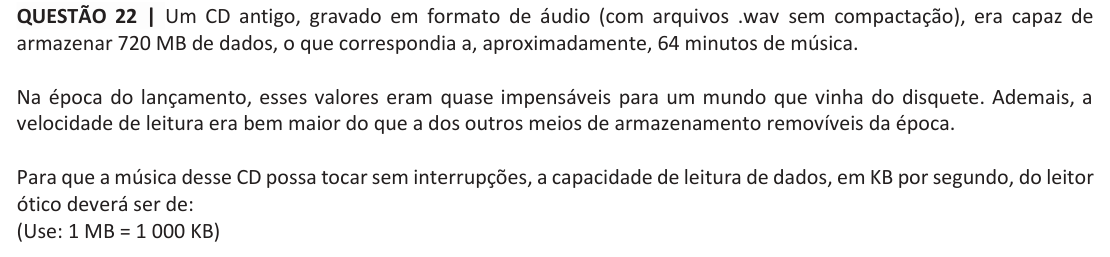 QUESTÃO 22 | Um CD antigo, gravado em formato de áudio (com arquivos .wav sem compactação), era capaz de
armazenar 720 MB de dados, o que correspondia a, aproximadamente, 64 minutos de música.
Na época do lançamento, esses valores eram quase impensáveis para um mundo que vinha do disquete. Ademais, a
velocidade de leitura era bem maior do que a dos outros meios de armazenamento removíveis da época.
Para que a música desse CD possa tocar sem interrupções, a capacidade de leitura de dados, em KB por segundo, do leitor
ótico deverá ser de:
(Use: 1 MB = 1 000 KB)